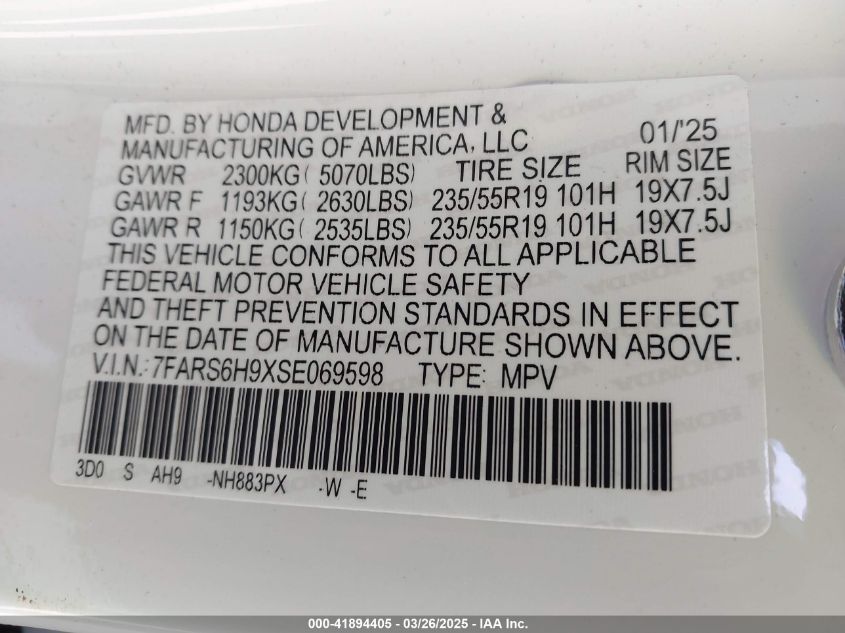 MFD. BY HONDA DEVELOPMENT &
MANUFACTURING OF AMERICA, LLC 01/'25
GVWR 2300KG( 5070LBS) TIRE SIZE RIM SIZE
GAWR F 1193KG( 2630LBS) 235/55R19 101H 19X7.5J
GAWR R 1150KG( 2535LBS) 235/55R19 101H 19X7.5J
THIS VEHICLE CONFORMS TO ALL APPLICABLE
FEDERAL MOTOR VEHICLE SAFETY
AND THEFT PREVENTION STANDARDS IN EFFECT
ON THE DATE OF MANUFACTURE SHOWN ABOVE.
V.I.N.: 7FARS6H9XSE069598 TYPE: MPV
3D0 S AH9 -NH883PX -W -E
000-41894405 - 03/26/2025 - IAA Inc.